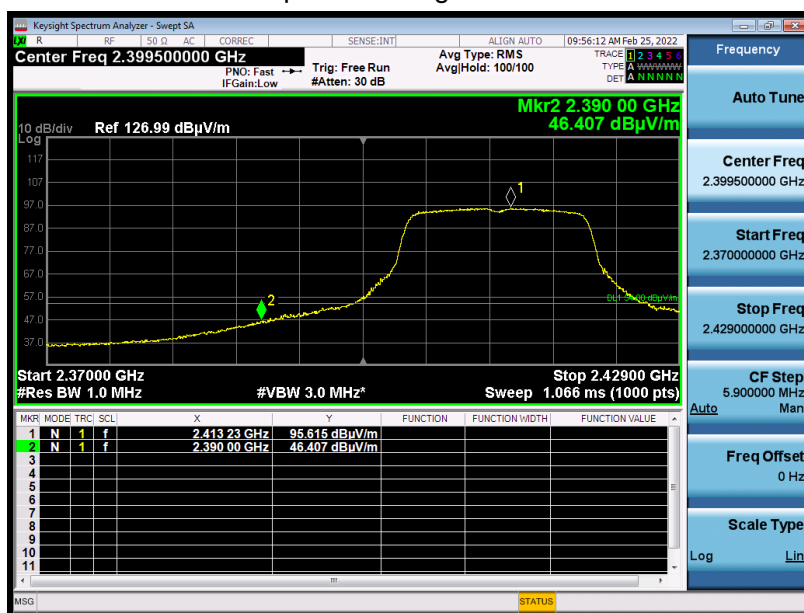 Keysight Spectrum Analyzer - Swept SA
LXI R RF 50 Ω AC CORREC SENSE:INT ALIGN AUTO 09:56:12 AM Feb 25, 2022
Center Freq 2.399500000 GHz
PNO: Fast
IFGain:Low
Trig: Free Run
#Atten: 30 dB
Avg Type: RMS
Avg|Hold: 100/100
TRACE 1 2 3 4 5 6
TYPE A WWWWW
DET A N N N N N
Mkr2 2.390 00 GHz
46.407 dBµV/m
10 dB/div Ref 126.99 dBµV/m
Log
117
107
97.0
87.0
77.0
67.0
57.0
47.0
37.0
1
2
Start 2.37000 GHz Stop 2.42900 GHz
#Res BW 1.0 MHz #VBW 3.0 MHz* Sweep 1.066 ms (1000 pts)
MKR MODE TRC SCL X Y FUNCTION FUNCTION WIDTH FUNCTION VALUE
1 N 1 f 2.413 23 GHz 95.615 dBµV/m
2 N 1 f 2.390 00 GHz 46.407 dBµV/m
3
4
5
6
7
8
9
10
11
MSG STATUS
Frequency
Auto Tune
Center Freq
2.399500000 GHz
Start Freq
2.370000000 GHz
Stop Freq
2.429000000 GHz
CF Step
5.900000 MHz
Auto Man
Freq Offset
0 Hz
Scale Type
Log Lin